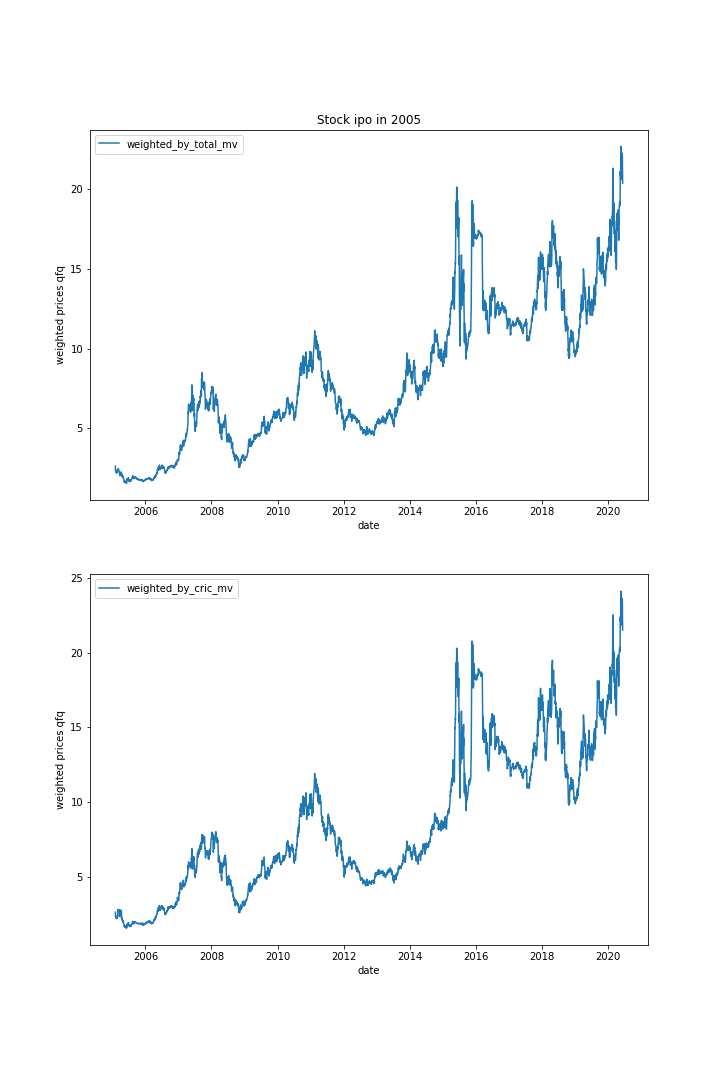 Stock ipo in 2005
weighted_by_total_mv
20
15
10
5
weighted prices qfq
2006 2008 2010 2012 2014 2016 2018 2020
date
weighted_by_cric_mv
25
20
15
10
5
weighted prices qfq
2006 2008 2010 2012 2014 2016 2018 2020
date